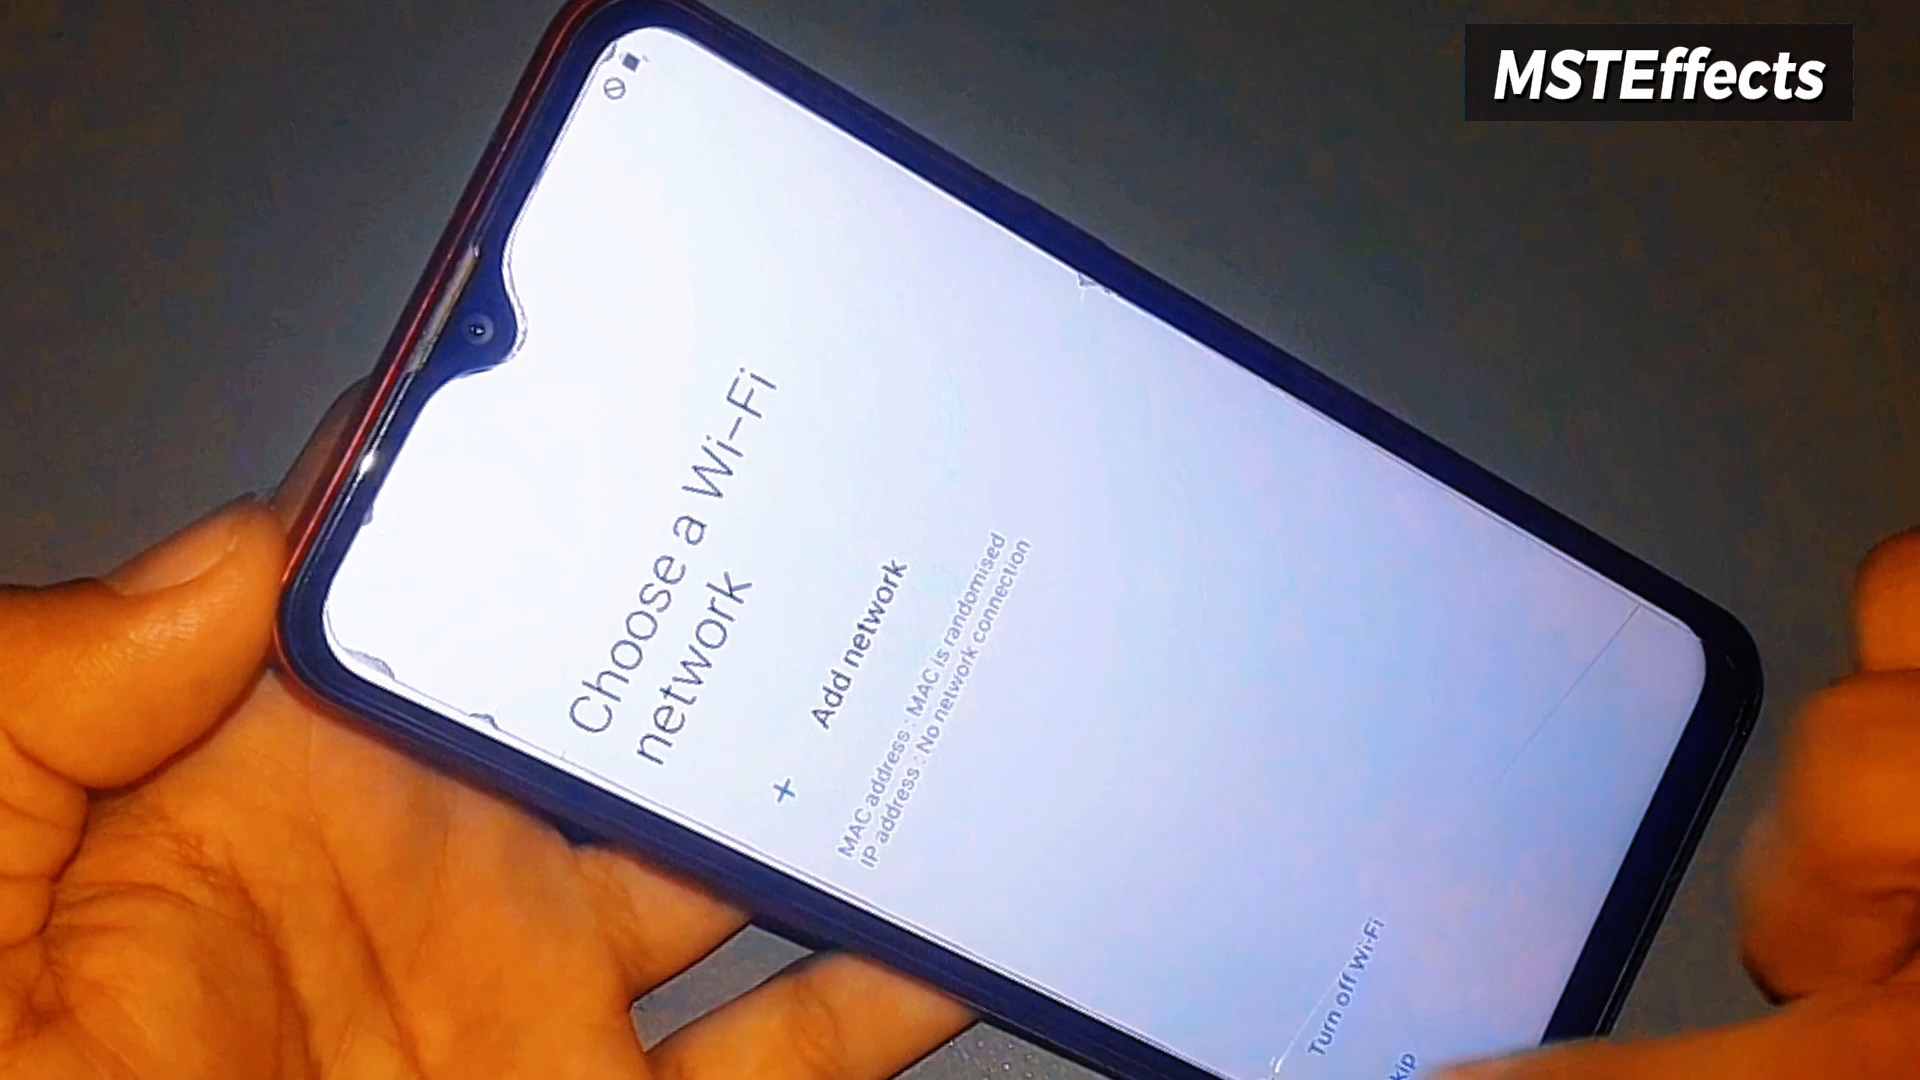 MSTEffects
Choose a Wi-Fi
network
+ Add network
MAC address : MAC is randomised
IP address : No network connection
Turn off Wi-Fi